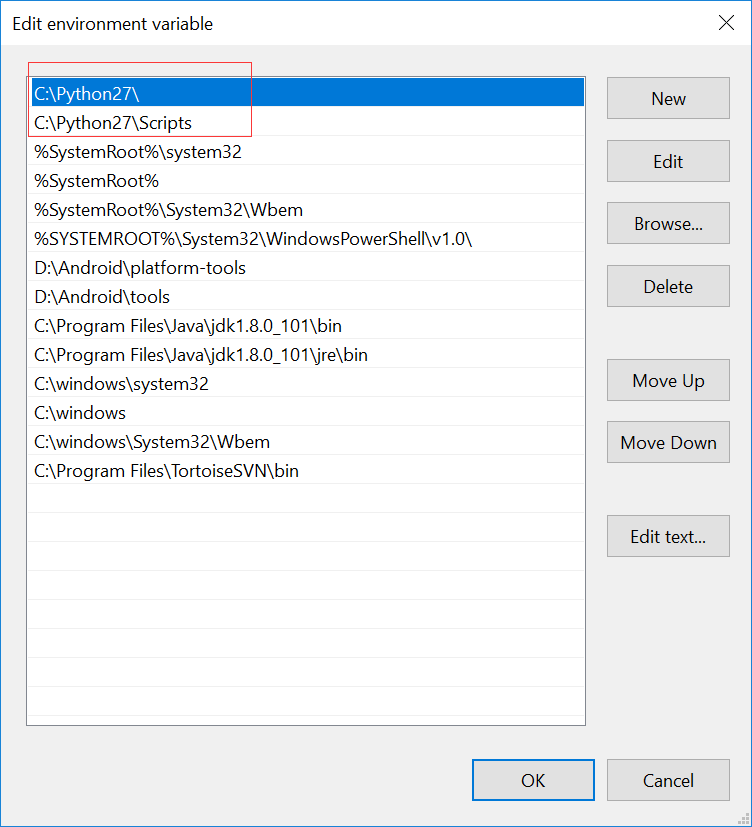 Edit environment variable
C:\Python27\
C:\Python27\Scripts
%SystemRoot%\system32
%SystemRoot%
%SystemRoot%\System32\Wbem
%SYSTEMROOT%\System32\WindowsPowerShell\v1.0\
D:\Android\platform-tools
D:\Android\tools
C:\Program Files\Java\jdk1.8.0_101\bin
C:\Program Files\Java\jdk1.8.0_101\jre\bin
C:\windows\system32
C:\windows
C:\windows\System32\Wbem
C:\Program Files\TortoiseSVN\bin
New
Edit
Browse...
Delete
Move Up
Move Down
Edit text...
OK
Cancel